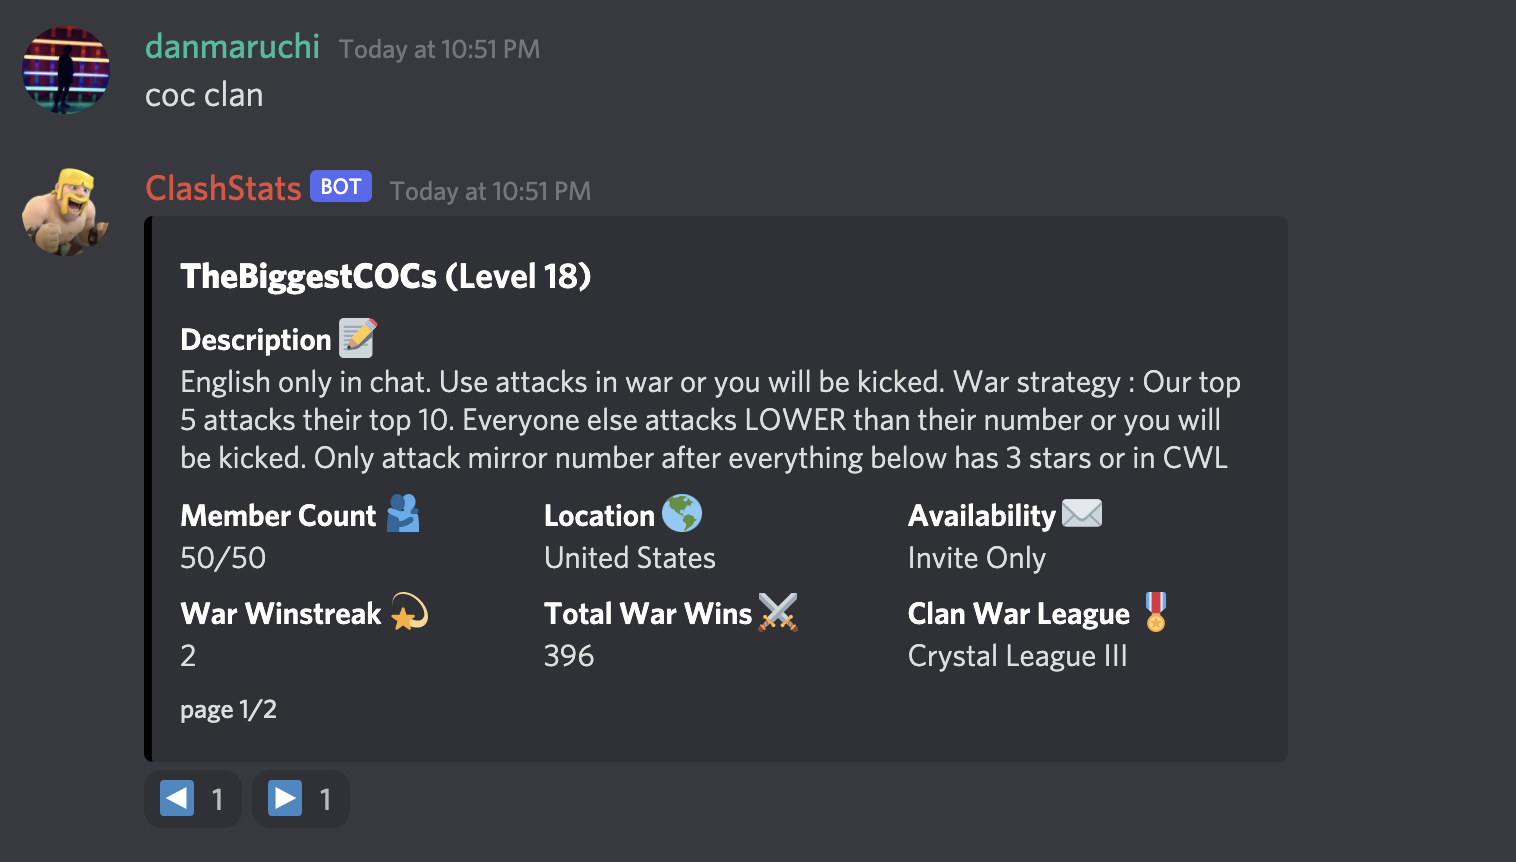 danmaruchi Today at 10:51 PM
coc clan
ClashStats BOT Today at 10:51 PM
TheBiggestCOCs (Level 18)
Description
English only in chat. Use attacks in war or you will be kicked. War strategy : Our top
5 attacks their top 10. Everyone else attacks LOWER than their number or you will
be kicked. Only attack mirror number after everything below has 3 stars or in CWL
Member Count Location Availability
50/50 United States Invite Only
War Winstreak Total War Wins Clan War League
2 396 Crystal League III
page 1/2
1 1